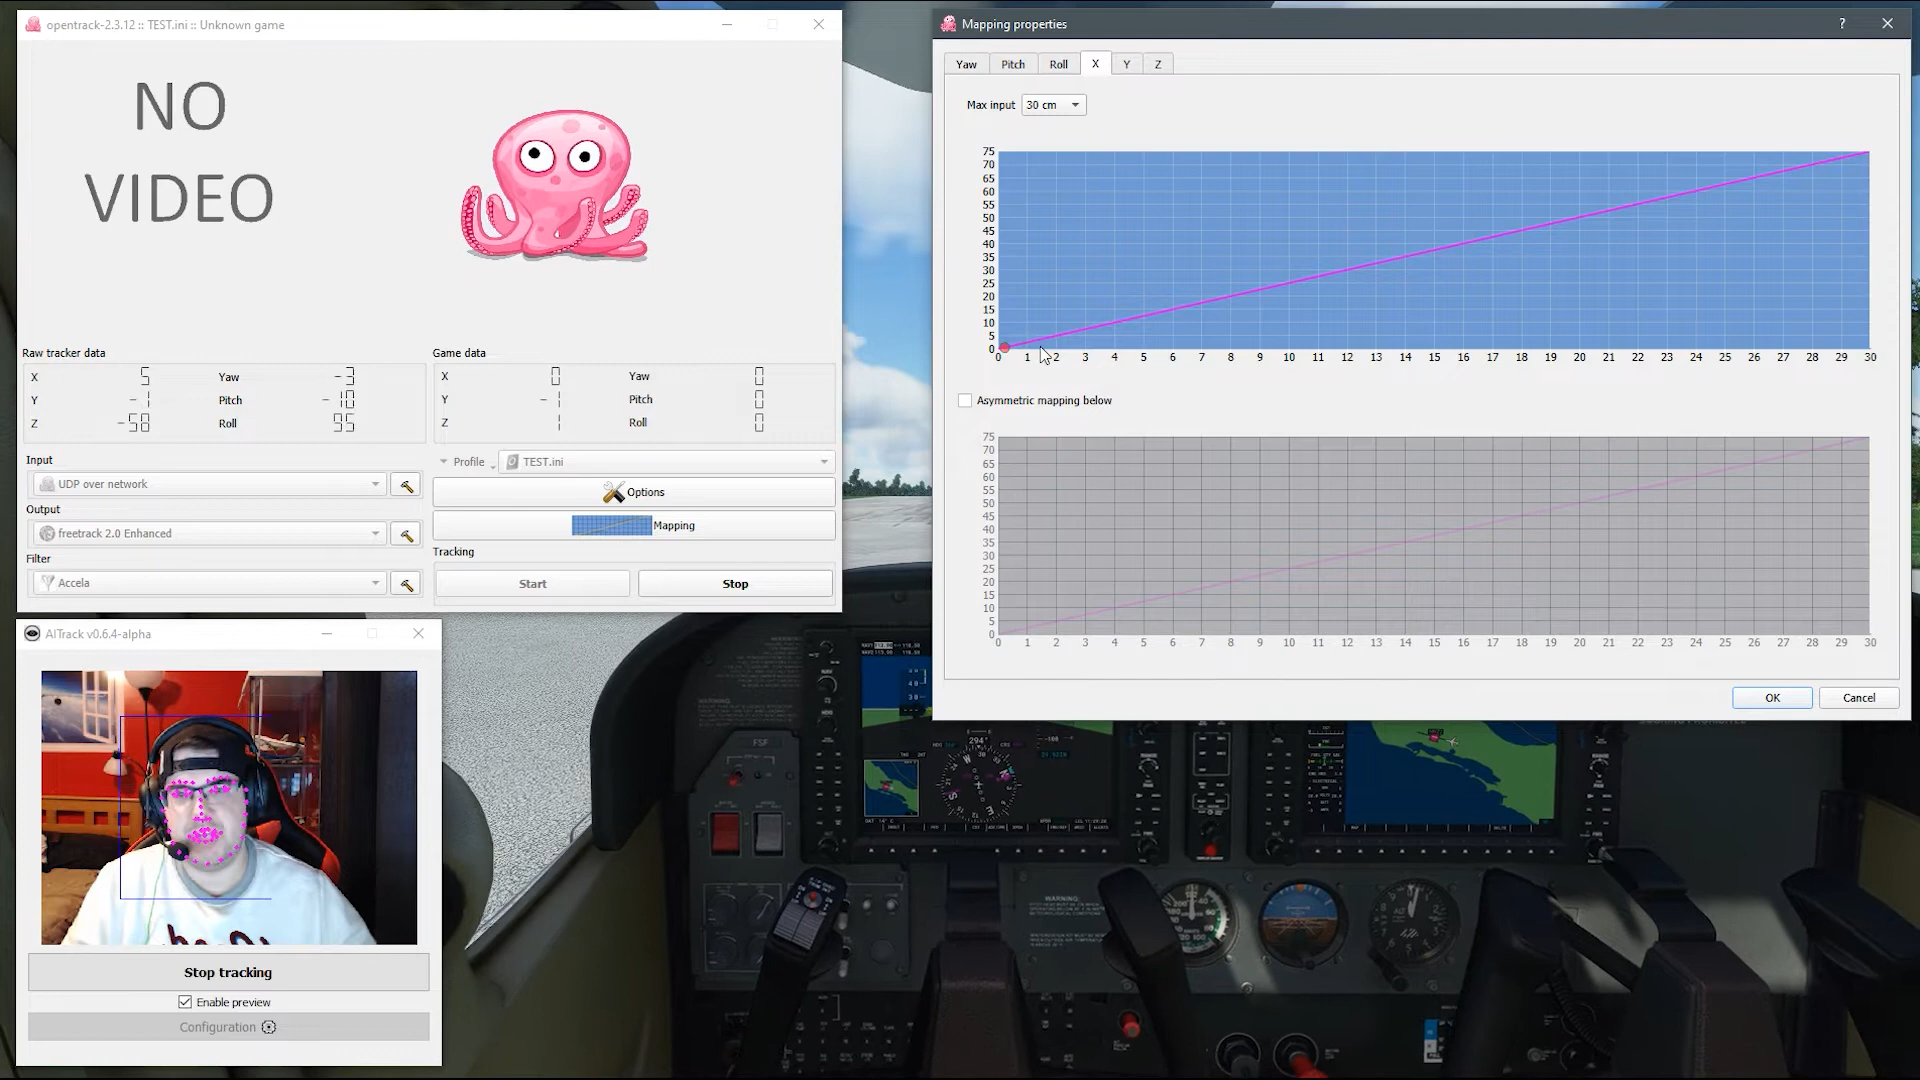 opentrack-2.3.12 :: TEST.ini :: Unknown game
NO
VIDEO
Raw tracker data
X 5 Yaw -3
Y -1 Pitch -10
Z -58 Roll 95
Game data
X 0 Yaw 0
Y -1 Pitch 0
Z 1 Roll 0
Input
UDP over network
Output
freetrack 2.0 Enhanced
Filter
Accela
Profile TEST.ini
Options
Mapping
Tracking
Start Stop
AITrack v0.6.4-alpha
Stop tracking
Enable preview
Configuration
Mapping properties ?
Yaw Pitch Roll X Y Z
Max input 30 cm
75
70
65
60
55
50
45
40
35
30
25
20
15
10
5
0
0 1 2 3 4 5 6 7 8 9 10 11 12 13 14 15 16 17 18 19 20 21 22 23 24 25 26 27 28 29 30
Asymmetric mapping below
75
70
65
60
55
50
45
40
35
30
25
20
15
10
5
0
0 1 2 3 4 5 6 7 8 9 10 11 12 13 14 15 16 17 18 19 20 21 22 23 24 25 26 27 28 29 30
OK Cancel
FSF
294°
WARNING: